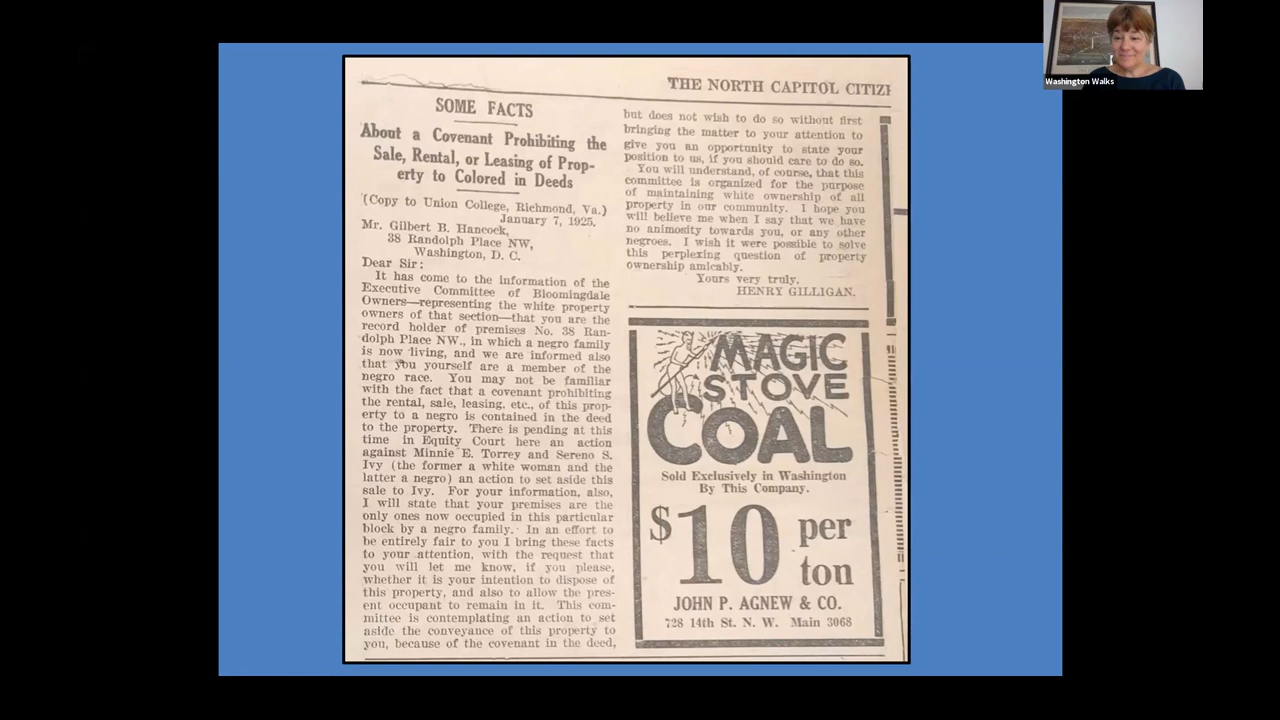 THE NORTH CAPITOL CITIZ
SOME FACTS
About a Covenant Prohibiting the
Sale, Rental, or Leasing of Prop-
erty to Colored in Deeds
(Copy to Union College, Richmond, Va.)
January 7, 1925.
Mr. Gilbert B. Hancock,
38 Randolph Place NW,
Washington, D. C.
Dear Sir:
It has come to the information of the
Executive Committee of Bloomingdale
Owners—representing the white property
owners of that section—that you are the
record holder of premises No. 38 Ran-
dolph Place NW., in which a negro family
is now living, and we are informed also
that you yourself are a member of the
negro race. You may not be familiar
with the fact that a covenant prohibiting
the rental, sale, leasing, etc., of this prop-
erty to a negro is contained in the deed
to the property. There is pending at this
time in Equity Court here an action
against Minnie E. Torrey and Sereno S.
Ivy (the former a white woman and the
latter a negro) an action to set aside this
sale to Ivy. For your information, also,
I will state that your premises are the
only ones now occupied in this particular
block by a negro family. In an effort to
be entirely fair to you I bring these facts
to your attention, with the request that
you will let me know, if you please,
whether it is your intention to dispose of
this property, and also to allow the pres-
ent occupant to remain in it. This com-
mittee is contemplating an action to set
aside the conveyance of this property to
you, because of the covenant in the deed,
but does not wish to do so without first
bringing the matter to your attention to
give you an opportunity to state your
position to us, if you should care to do so.
You will understand, of course, that this
committee is organized for the purpose
of maintaining white ownership of all
property in our community. I hope you
will believe me when I say that we have
no animosity towards you, or any other
negroes. I wish it were possible to solve
this perplexing question of property
ownership amicably.
Yours very truly,
HENRY GILLIGAN.
MAGIC
STOVE
COAL
Sold Exclusively in Washington
By This Company.
$10 per
ton
JOHN P. AGNEW & CO.
728 14th St. N. W. Main 3068
Washington Walks